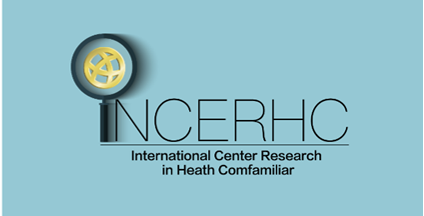 iNCERHC
International Center Research
in Heath Comfamiliar